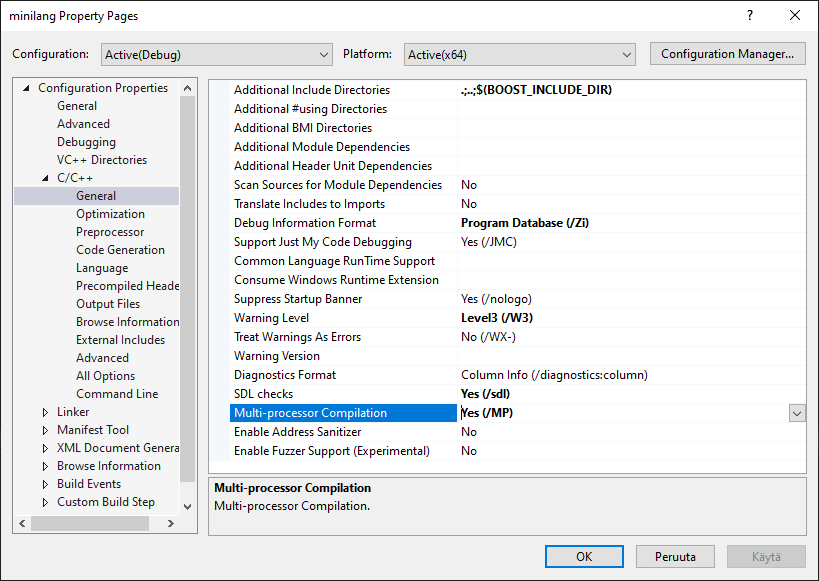 minilang Property Pages
?
Configuration: Active(Debug) Platform: Active(x64) Configuration Manager...
Configuration Properties
General
Advanced
Debugging
VC++ Directories
C/C++
General
Optimization
Preprocessor
Code Generation
Language
Precompiled Heade
Output Files
Browse Information
External Includes
Advanced
All Options
Command Line
Linker
Manifest Tool
XML Document Genera
Browse Information
Build Events
Custom Build Step
Additional Include Directories .;..;$(BOOST_INCLUDE_DIR)
Additional #using Directories
Additional BMI Directories
Additional Module Dependencies
Additional Header Unit Dependencies
Scan Sources for Module Dependencies No
Translate Includes to Imports No
Debug Information Format Program Database (/Zi)
Support Just My Code Debugging Yes (/JMC)
Common Language RunTime Support
Consume Windows Runtime Extension
Suppress Startup Banner Yes (/nologo)
Warning Level Level3 (/W3)
Treat Warnings As Errors No (/WX-)
Warning Version
Diagnostics Format Column Info (/diagnostics:column)
SDL checks Yes (/sdl)
Multi-processor Compilation Yes (/MP)
Enable Address Sanitizer No
Enable Fuzzer Support (Experimental) No
Multi-processor Compilation
Multi-processor Compilation.
OK Peruuta Käytä